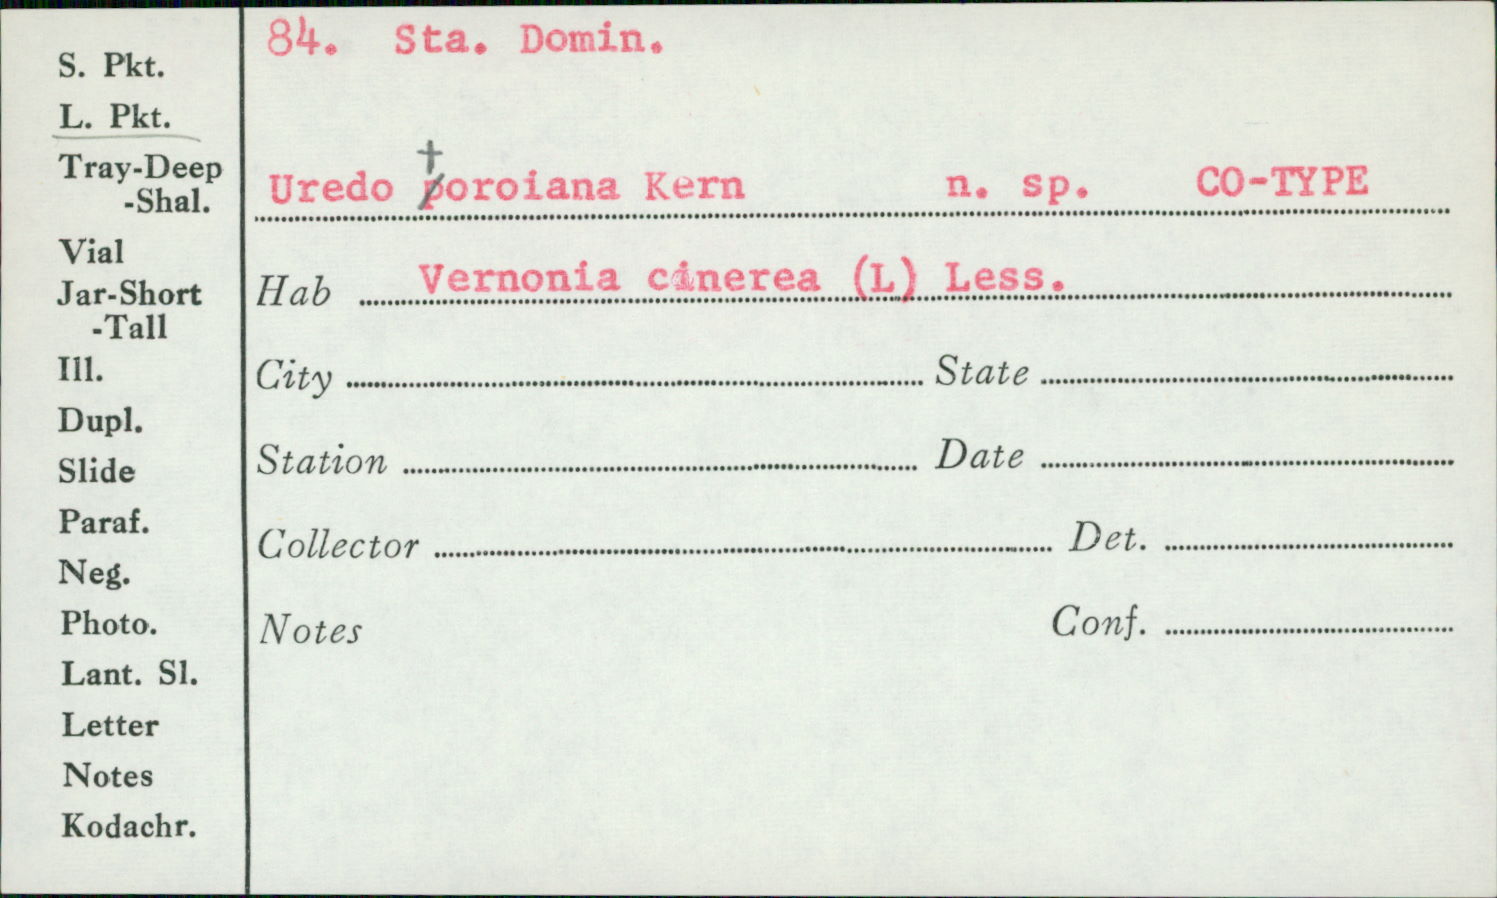 84. Sta. Domin.
S. Pkt.
L. Pkt.
Tray-Deep
-Shal.
Vial
Jar-Short
-Tall
Ill.
Dupl.
Slide
Paraf.
Neg.
Photo.
Lant. Sl.
Letter
Notes
Kodachr.
t
Uredo poroiana Kern n. sp. CO-TYPE
Hab Vernonia cinerea (L) Less.
City State
Station Date
Collector Det.
Notes Conf.